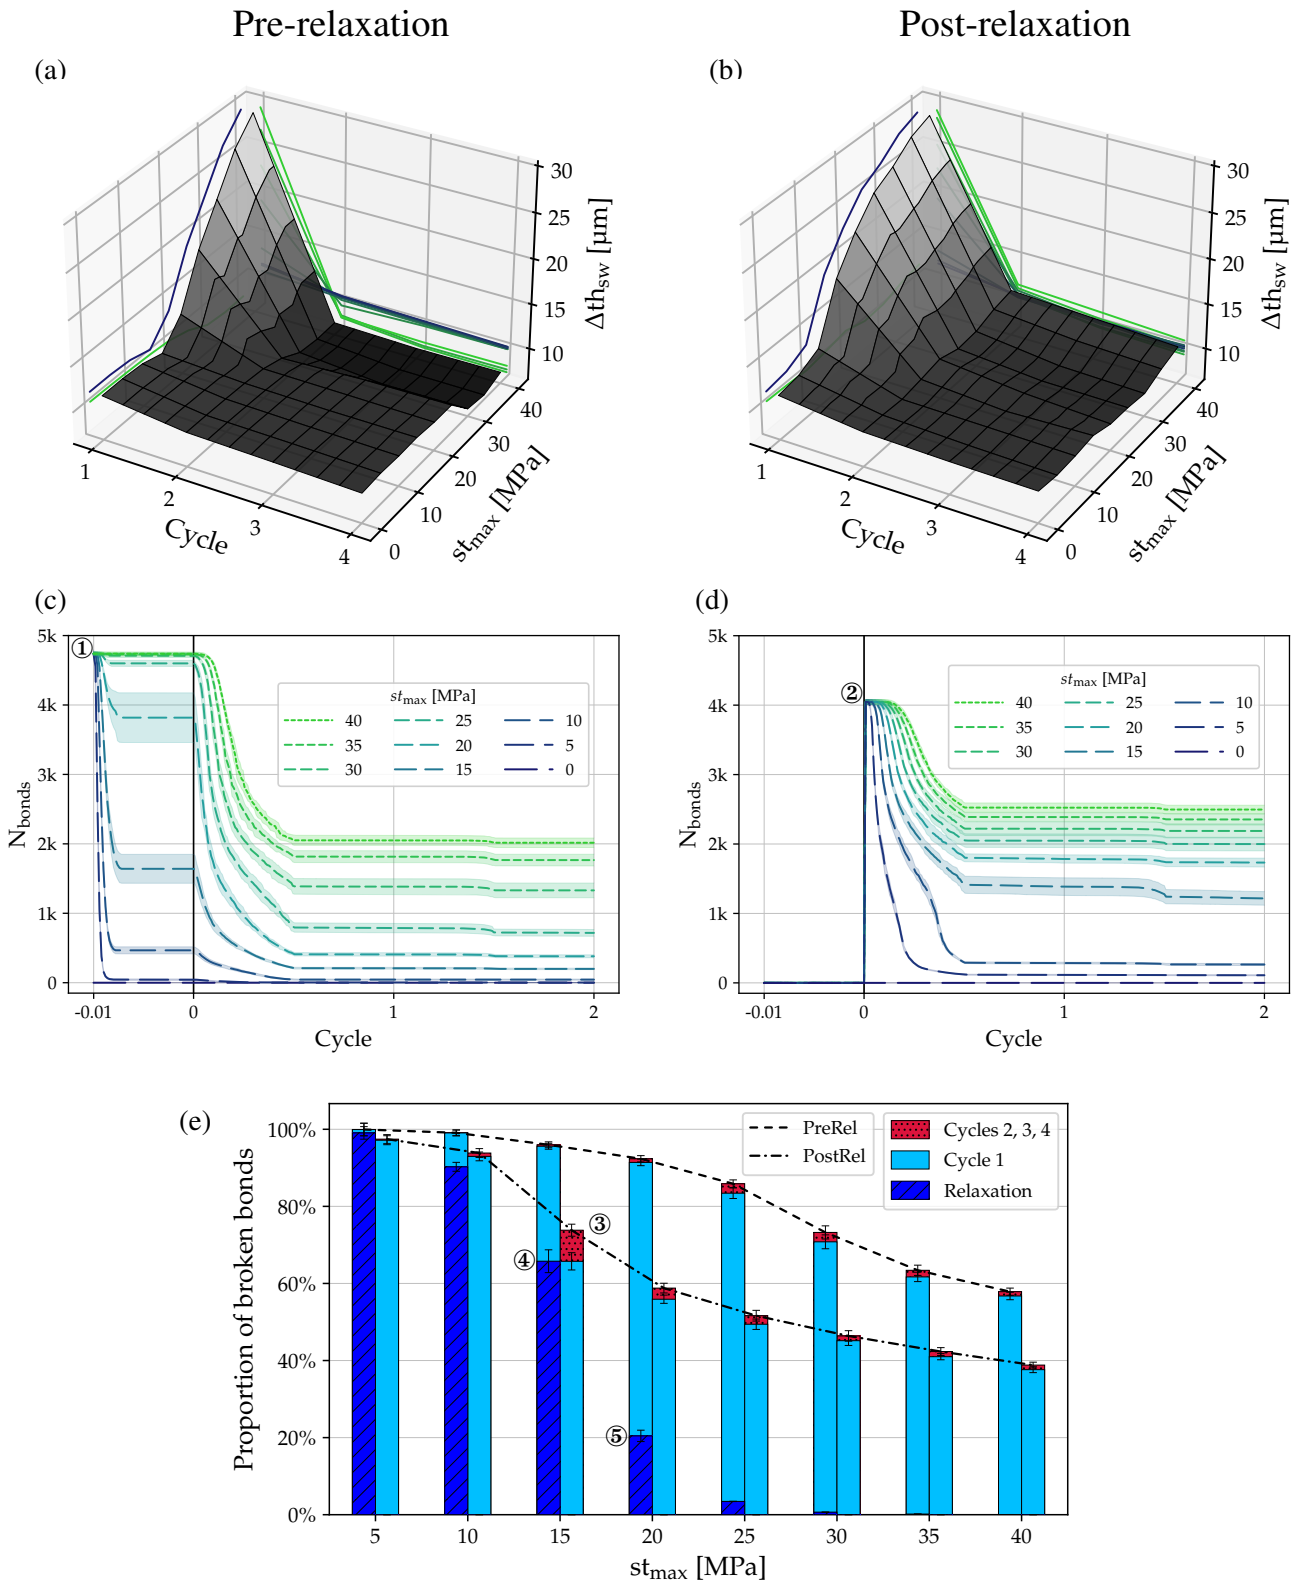 Pre-relaxation
Post-relaxation
(a)
(b)
30
25
20
15
10
Δth_sw [µm]
40
30
20
10
0
st_max [MPa]
1
2
3
4
Cycle
30
25
20
15
10
Δth_sw [µm]
40
30
20
10
0
st_max [MPa]
1
2
3
4
Cycle
(c)
5k
4k
3k
2k
1k
0
N_bonds
①
st_max [MPa]
40 25 10
35 20 5
30 15 0
-0.01 0 1 2
Cycle
(d)
5k
4k
3k
2k
1k
0
N_bonds
②
st_max [MPa]
40 25 10
35 20 5
30 15 0
-0.01 0 1 2
Cycle
(e)
100%
80%
60%
40%
20%
0%
Proportion of broken bonds
PreRel
PostRel
Cycles 2, 3, 4
Cycle 1
Relaxation
③
④
⑤
5 10 15 20 25 30 35 40
st_max [MPa]